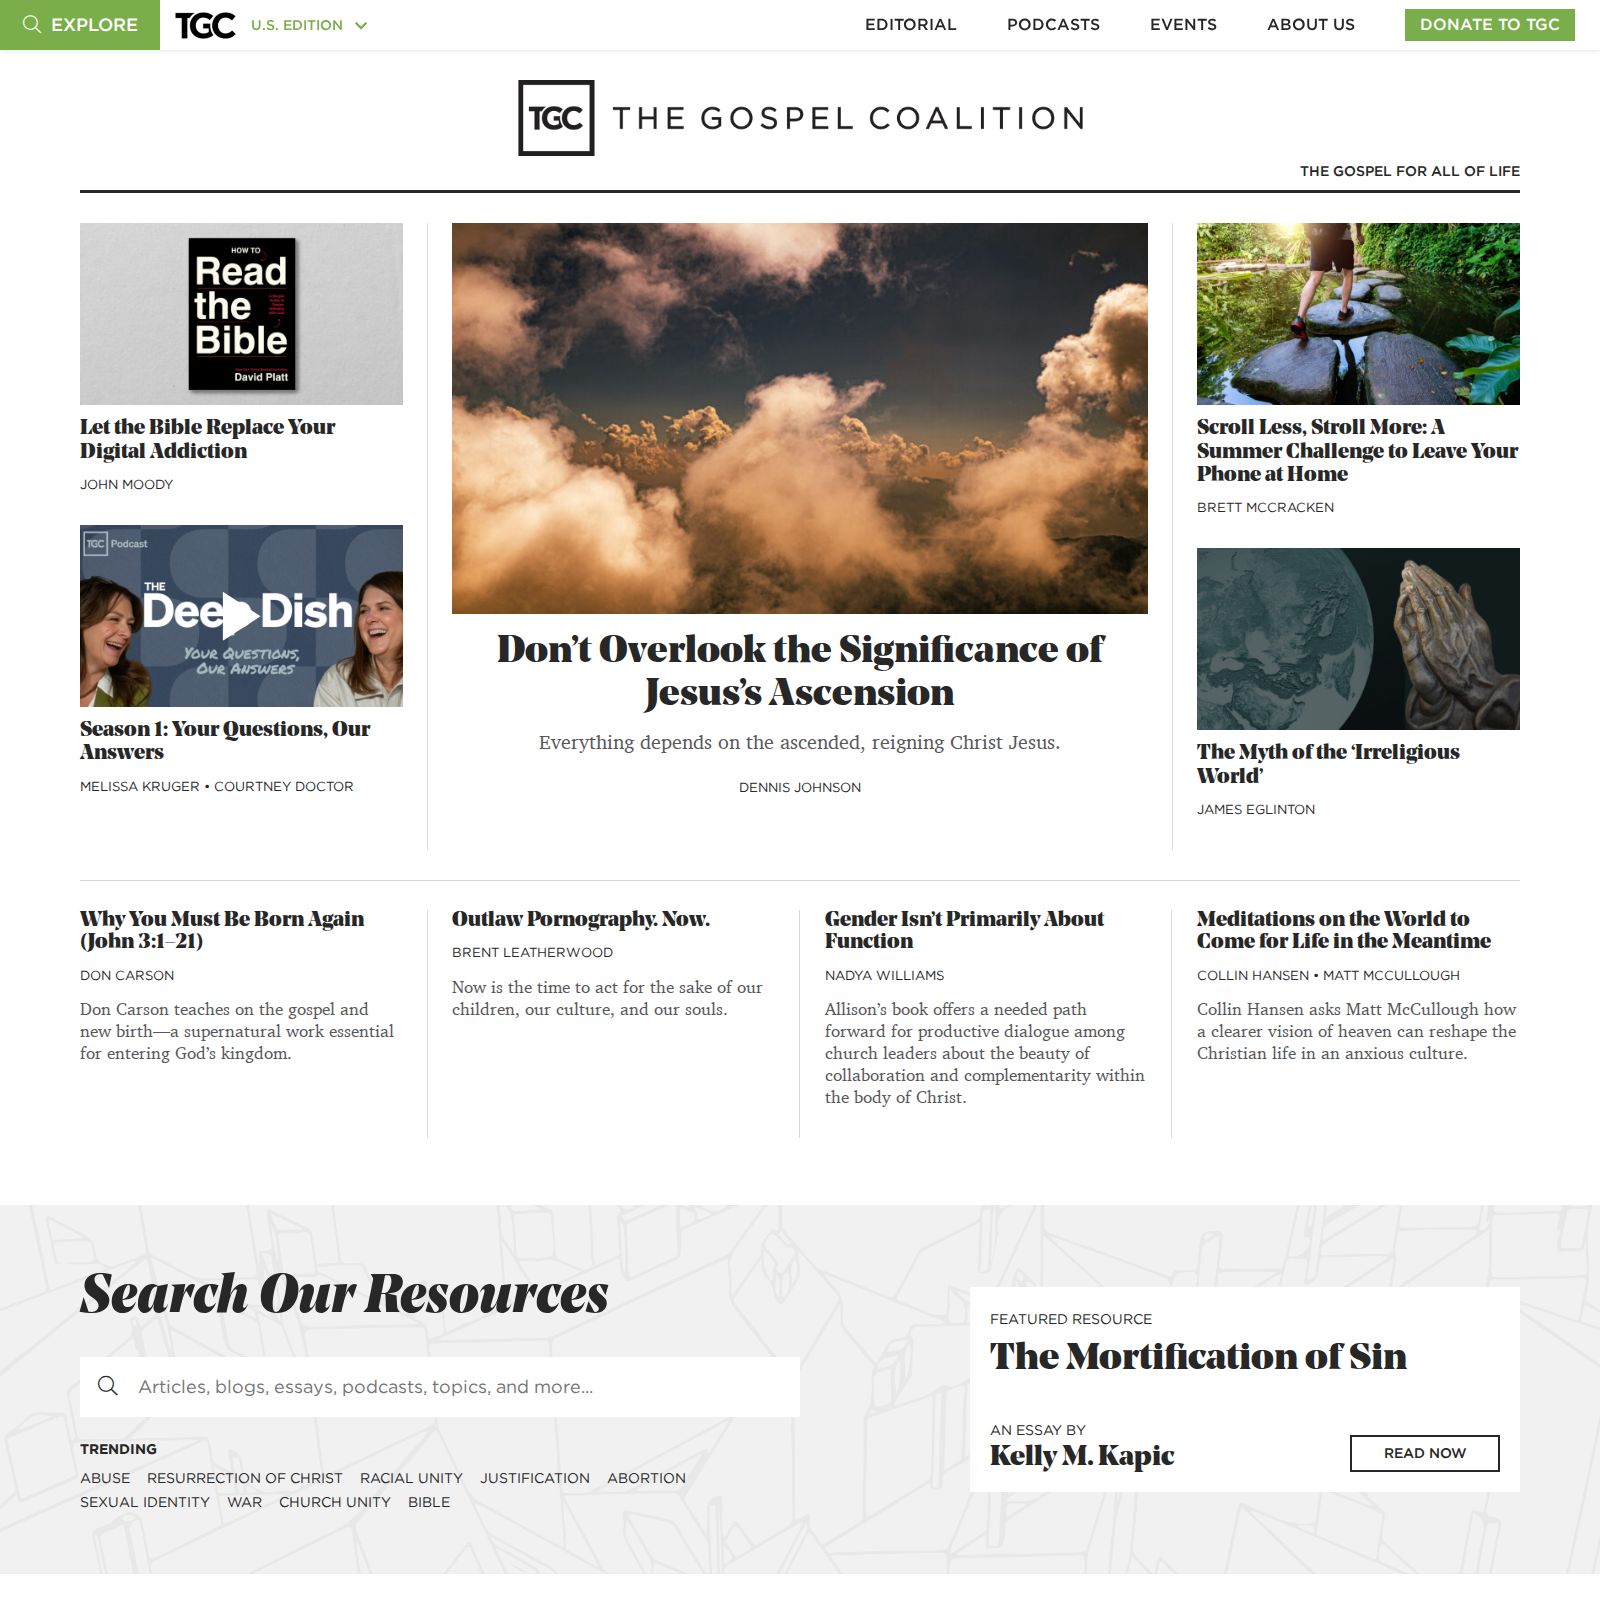 EXPLORE
TGC
U.S. EDITION
EDITORIAL
PODCASTS
EVENTS
ABOUT US
DONATE TO TGC
TGC
THE GOSPEL COALITION
THE GOSPEL FOR ALL OF LIFE
HOW TO
Read
the
Bible
David Platt
Let the Bible Replace Your
Digital Addiction
JOHN MOODY
TGC Podcast
THE
Deep Dish
YOUR QUESTIONS,
OUR ANSWERS
Season 1: Your Questions, Our
Answers
MELISSA KRUGER • COURTNEY DOCTOR
Don’t Overlook the Significance of
Jesus’s Ascension
Everything depends on the ascended, reigning Christ Jesus.
DENNIS JOHNSON
Scroll Less, Stroll More: A
Summer Challenge to Leave Your
Phone at Home
BRETT MCCRACKEN
The Myth of the ‘Irreligious
World’
JAMES EGLINTON
Why You Must Be Born Again
(John 3:1–21)
DON CARSON
Don Carson teaches on the gospel and
new birth—a supernatural work essential
for entering God’s kingdom.
Outlaw Pornography. Now.
BRENT LEATHERWOOD
Now is the time to act for the sake of our
children, our culture, and our souls.
Gender Isn’t Primarily About
Function
NADYA WILLIAMS
Allison’s book offers a needed path
forward for productive dialogue among
church leaders about the beauty of
collaboration and complementarity within
the body of Christ.
Meditations on the World to
Come for Life in the Meantime
COLLIN HANSEN • MATT MCCULLOUGH
Collin Hansen asks Matt McCullough how
a clearer vision of heaven can reshape the
Christian life in an anxious culture.
Search Our Resources
Articles, blogs, essays, podcasts, topics, and more...
TRENDING
ABUSE RESURRECTION OF CHRIST RACIAL UNITY JUSTIFICATION ABORTION
SEXUAL IDENTITY WAR CHURCH UNITY BIBLE
FEATURED RESOURCE
The Mortification of Sin
AN ESSAY BY
Kelly M. Kapic
READ NOW